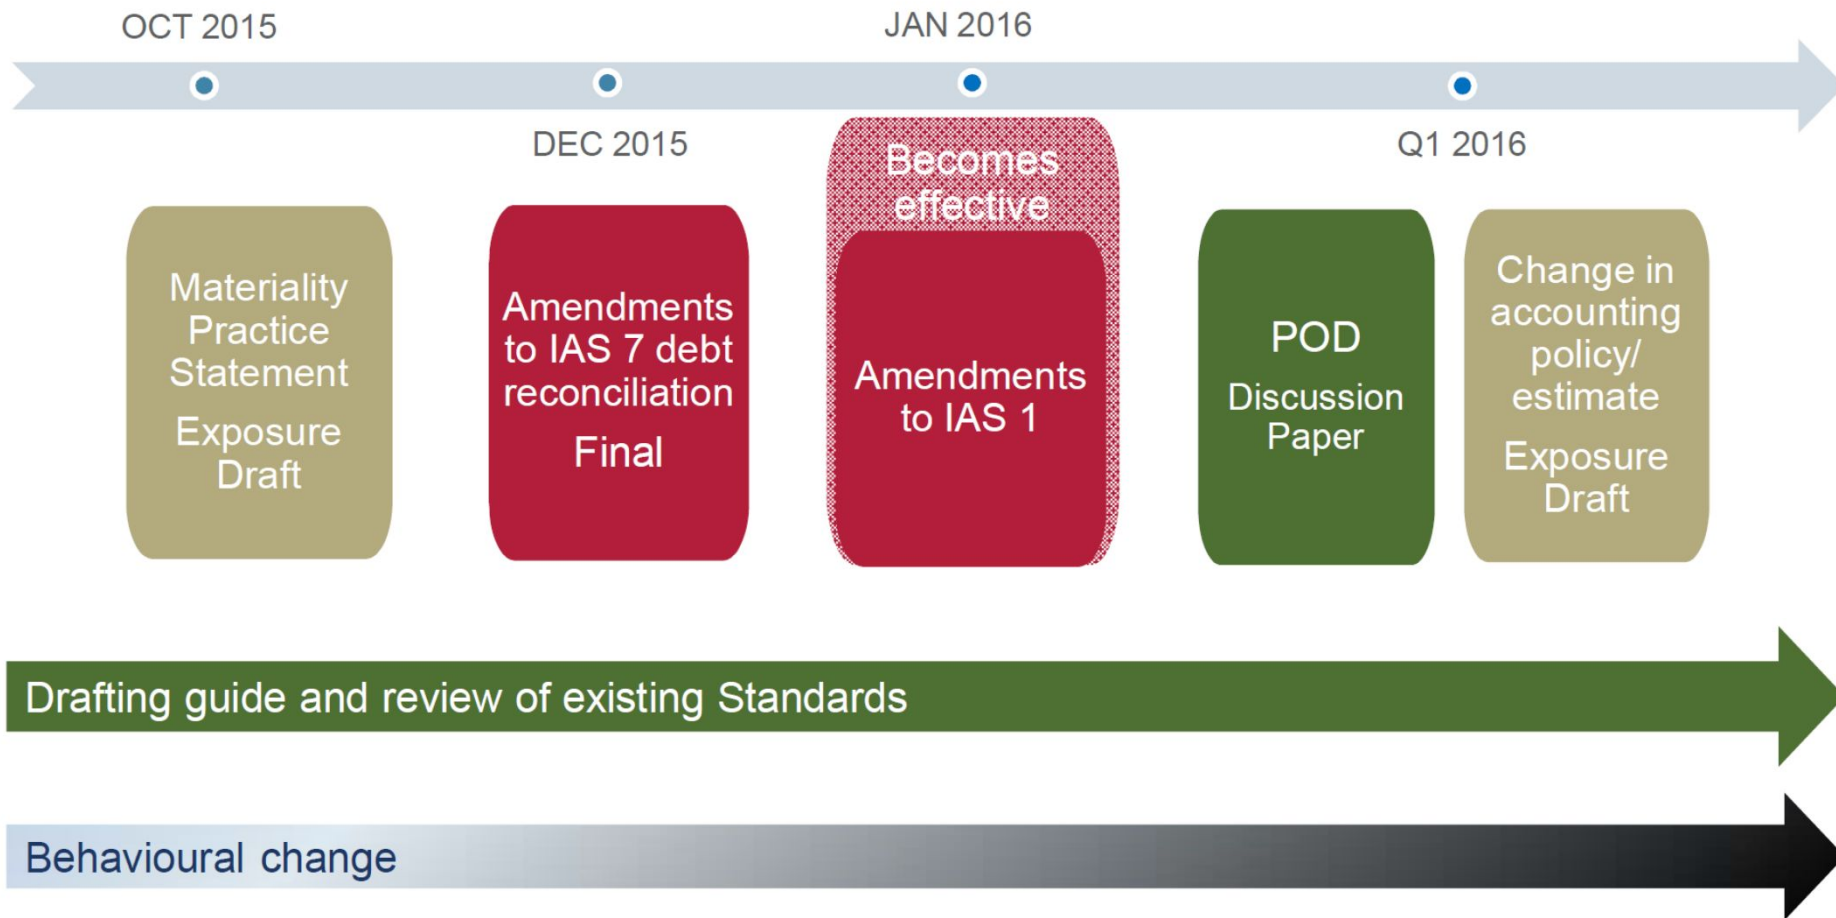 OCT 2015
JAN 2016
DEC 2015
Q1 2016
Materiality
Practice
Statement
Exposure
Draft
Amendments
to IAS 7 debt
reconciliation
Final
Becomes
effective
Amendments
to IAS 1
POD
Discussion
Paper
Change in
accounting
policy/
estimate
Exposure
Draft
Drafting guide and review of existing Standards
Behavioural change